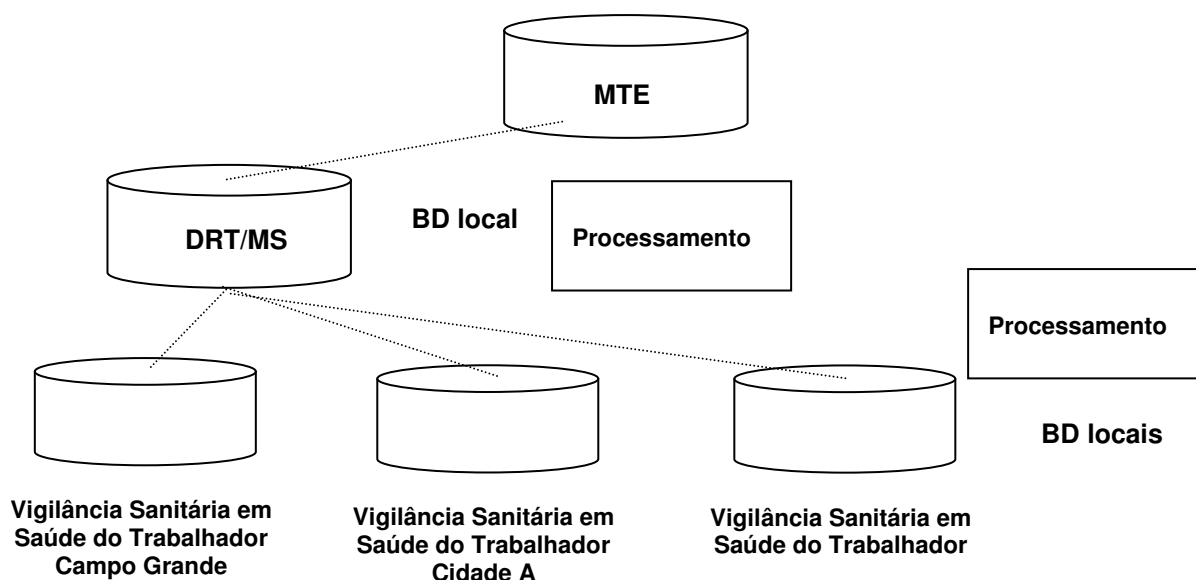 MTE
DRT/MS
BD local
Processamento
Processamento
BD locais
Vigilância Sanitária em
Saúde do Trabalhador
Campo Grande
Vigilância Sanitária em
Saúde do Trabalhador
Cidade A
Vigilância Sanitária em
Saúde do Trabalhador